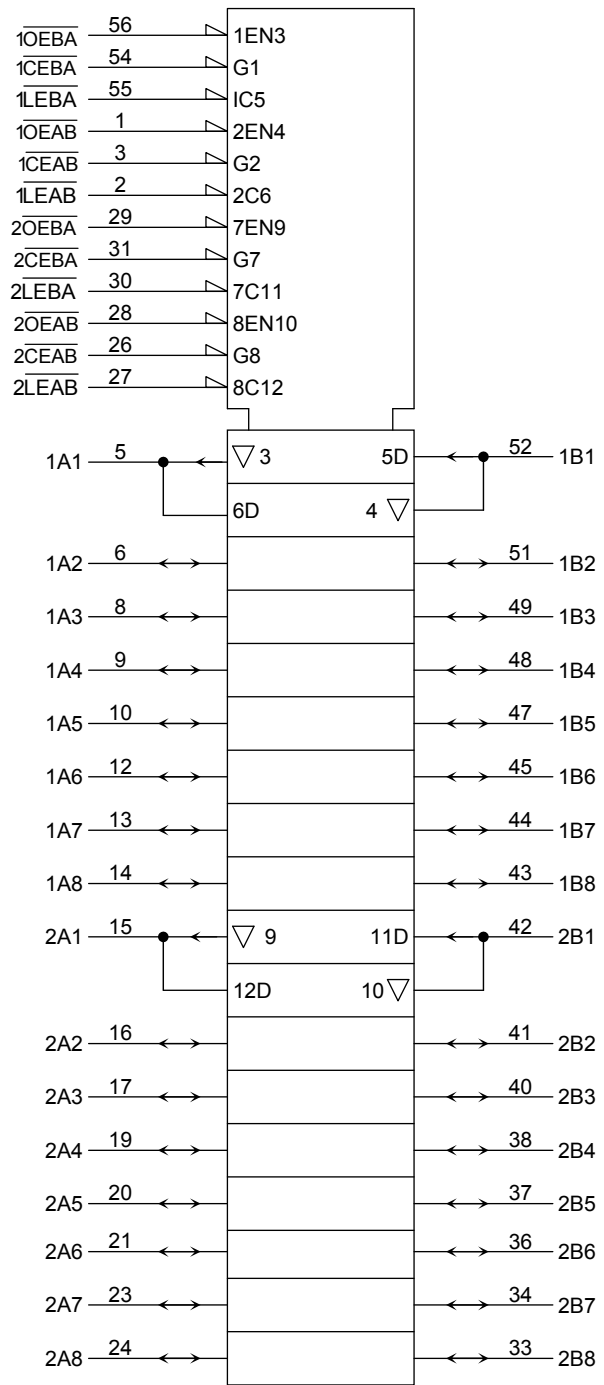 1OEBA 56 1EN3
1CEBA 54 G1
1LEBA 55 IC5
1OEAB 1 2EN4
1CEAB 3 G2
1LEAB 2 2C6
2OEBA 29 7EN9
2CEBA 31 G7
2LEBA 30 7C11
2OEAB 28 8EN10
2CEAB 26 G8
2LEAB 27 8C12
1A1 5 ▽ 3 5D 52 1B1
6D 4 ▽
1A2 6 51 1B2
1A3 8 49 1B3
1A4 9 48 1B4
1A5 10 47 1B5
1A6 12 45 1B6
1A7 13 44 1B7
1A8 14 43 1B8
2A1 15 ▽ 9 11D 42 2B1
12D 10 ▽
2A2 16 41 2B2
2A3 17 40 2B3
2A4 19 38 2B4
2A5 20 37 2B5
2A6 21 36 2B6
2A7 23 34 2B7
2A8 24 33 2B8